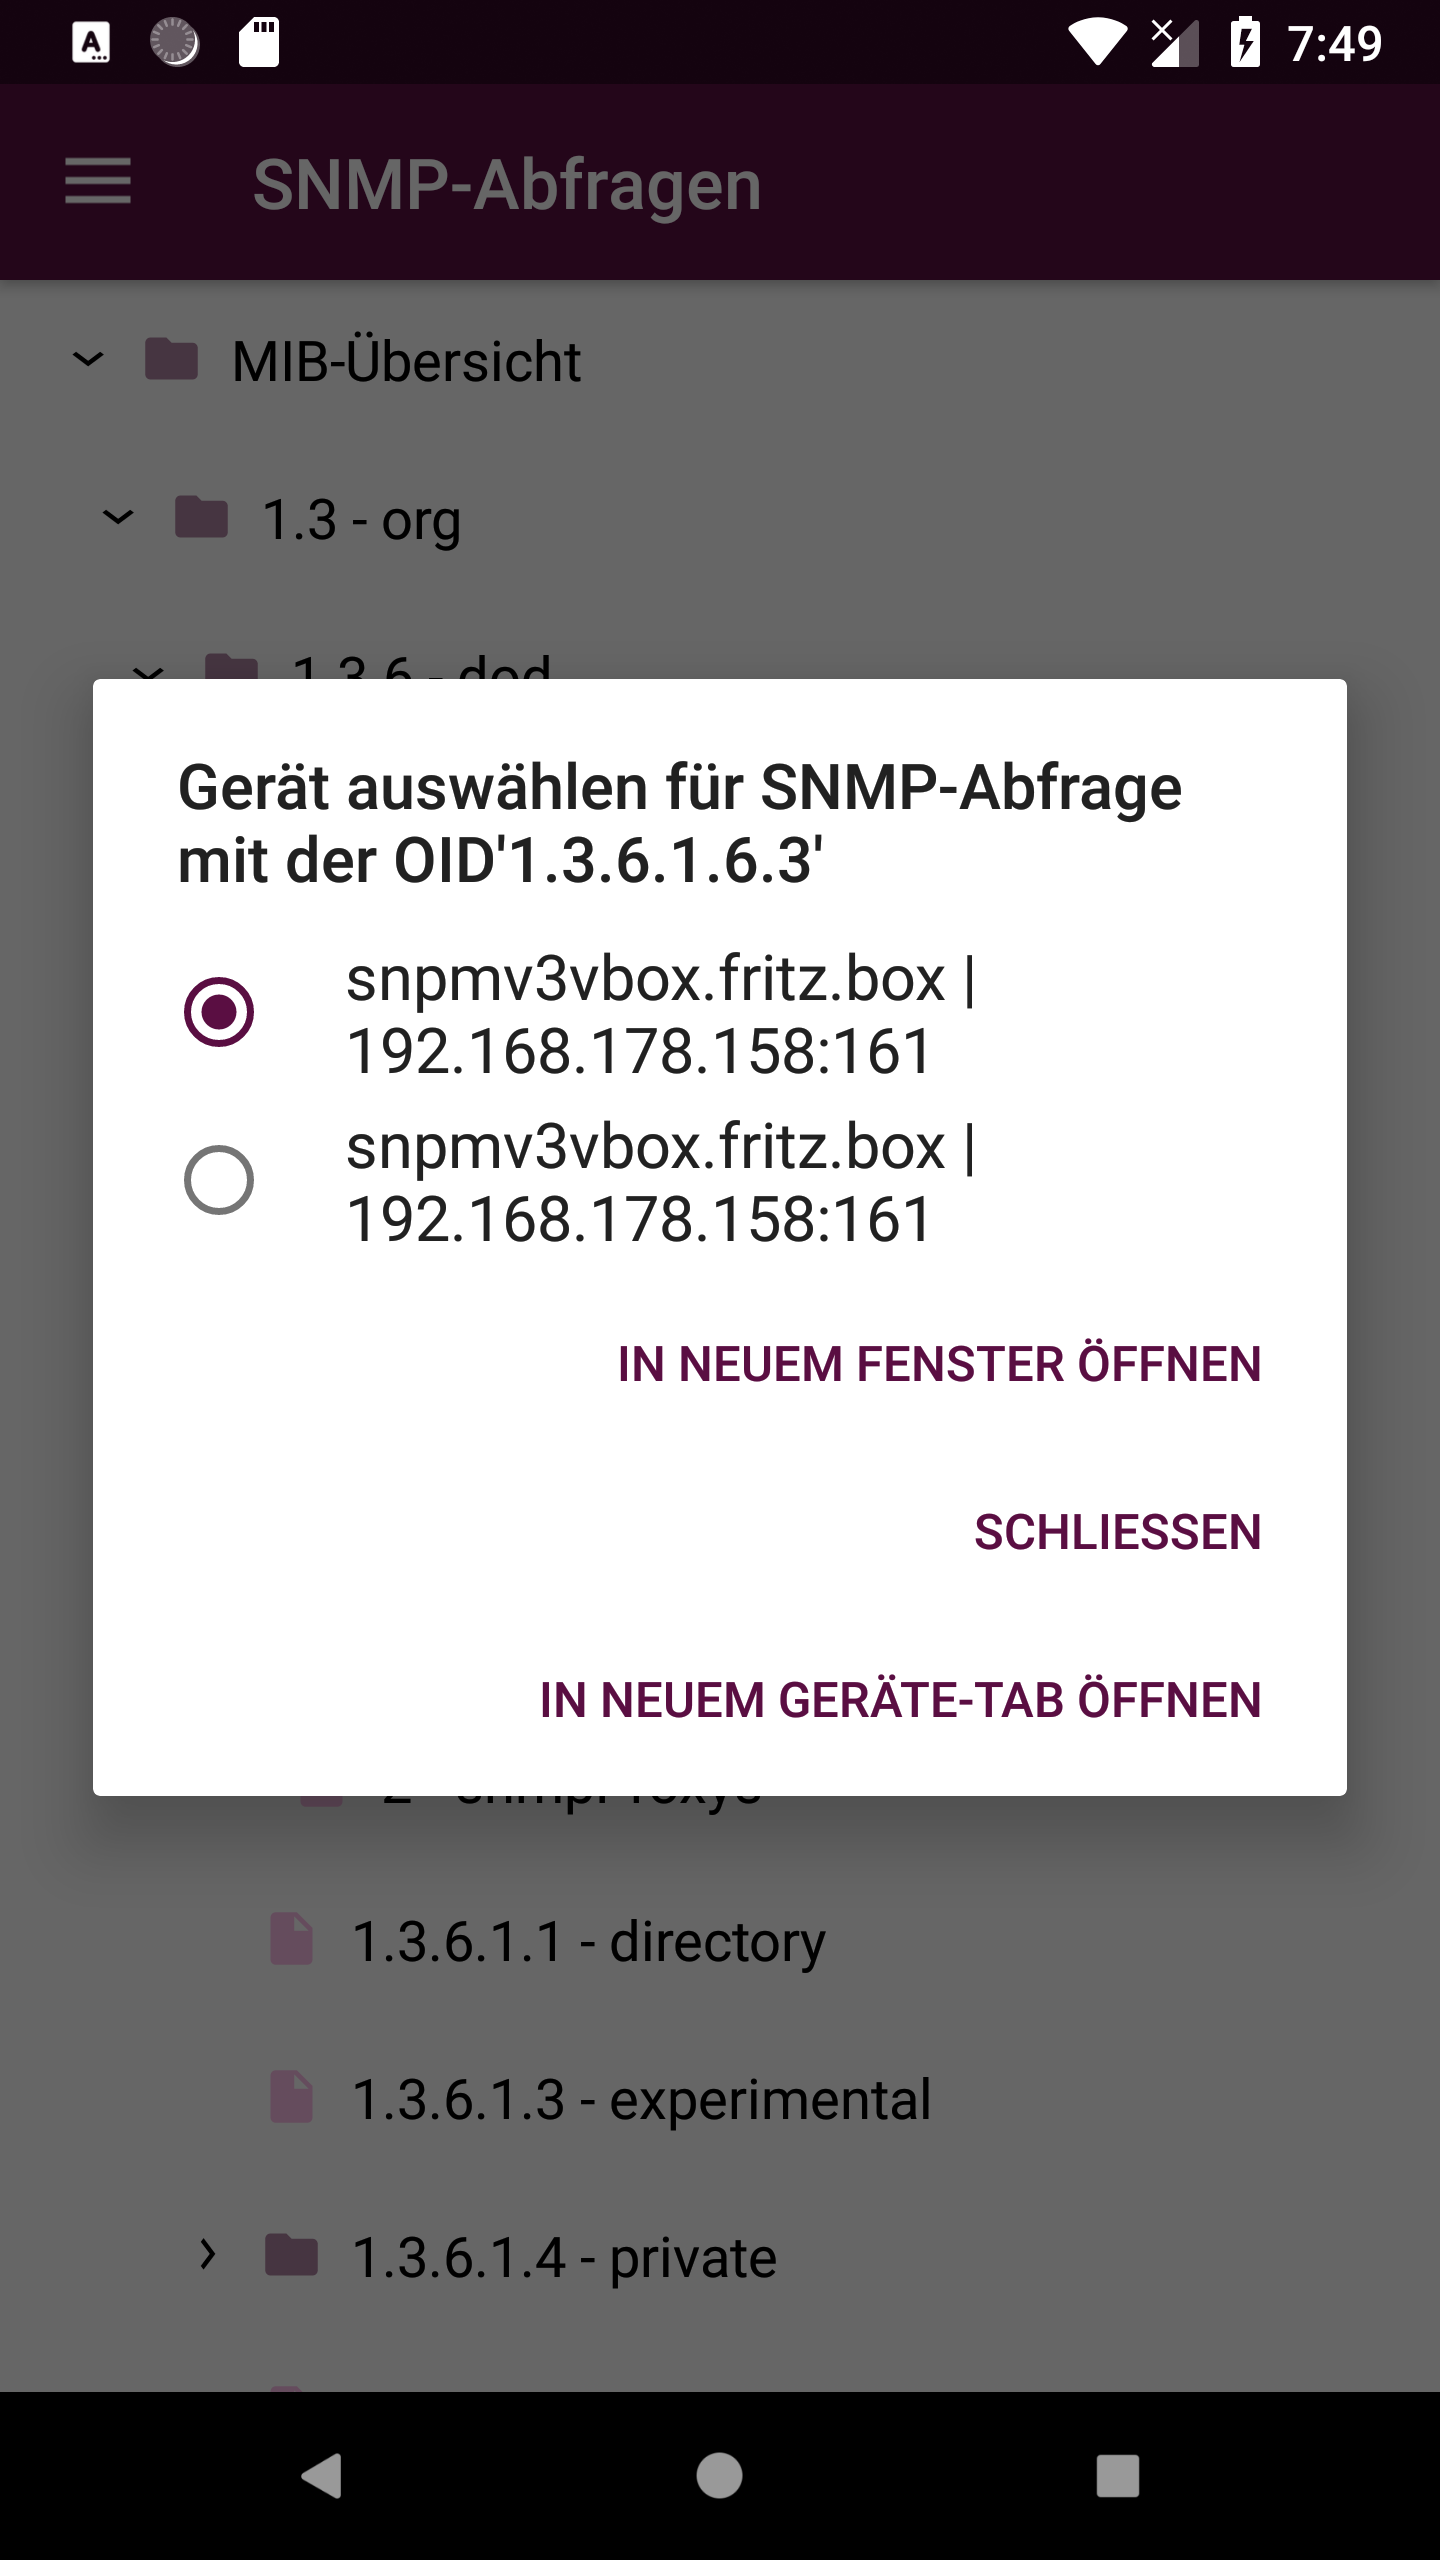 7:49
SNMP-Abfragen
MIB-Übersicht
1.3 - org
1.3.6 - dod
Gerät auswählen für SNMP-Abfrage
mit der OID'1.3.6.1.6.3'
snpmv3vbox.fritz.box |
192.168.178.158:161
snpmv3vbox.fritz.box |
192.168.178.158:161
IN NEUEM FENSTER ÖFFNEN
SCHLIESSEN
IN NEUEM GERÄTE-TAB ÖFFNEN
1.3.6.1.1 - directory
1.3.6.1.3 - experimental
1.3.6.1.4 - private